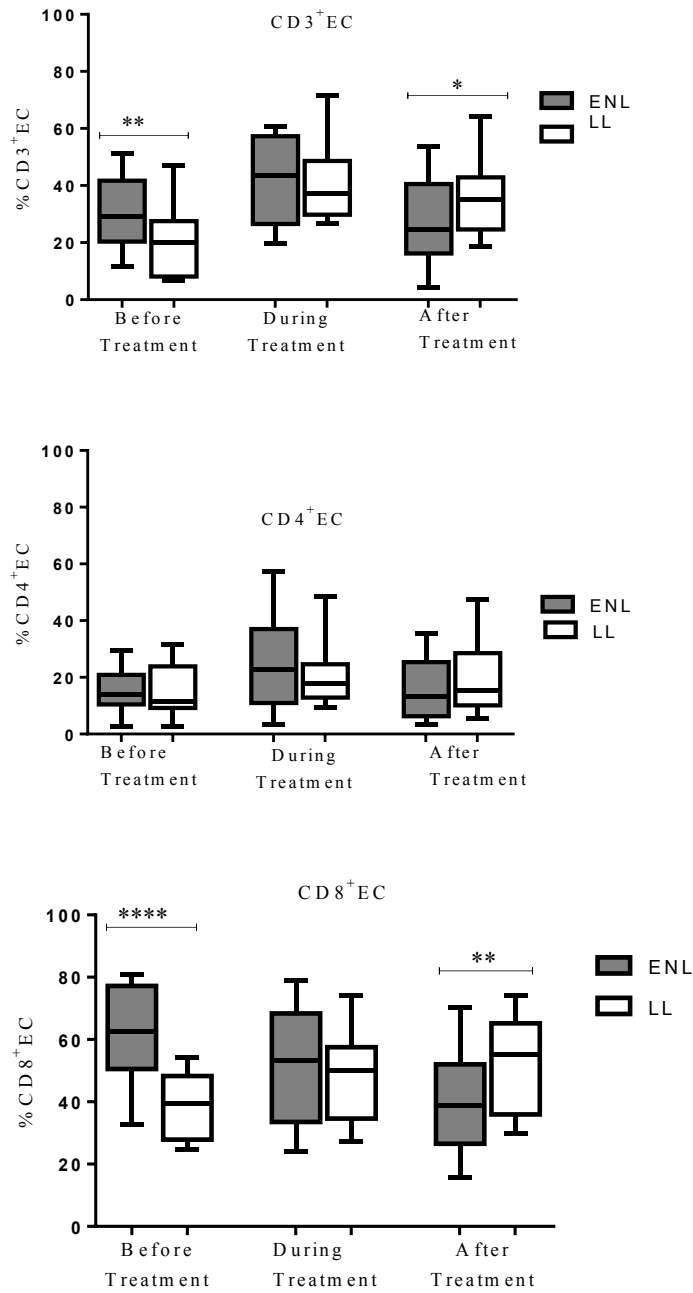 CD3+EC
100
80
60
40
20
0
%CD3+EC
**
*
ENL
LL
Before Treatment
During Treatment
After Treatment
CD4+EC
100
80
60
40
20
0
%CD4+EC
ENL
LL
Before Treatment
During Treatment
After Treatment
CD8+EC
100
80
60
40
20
0
%CD8+EC
****
**
ENL
LL
Before Treatment
During Treatment
After Treatment